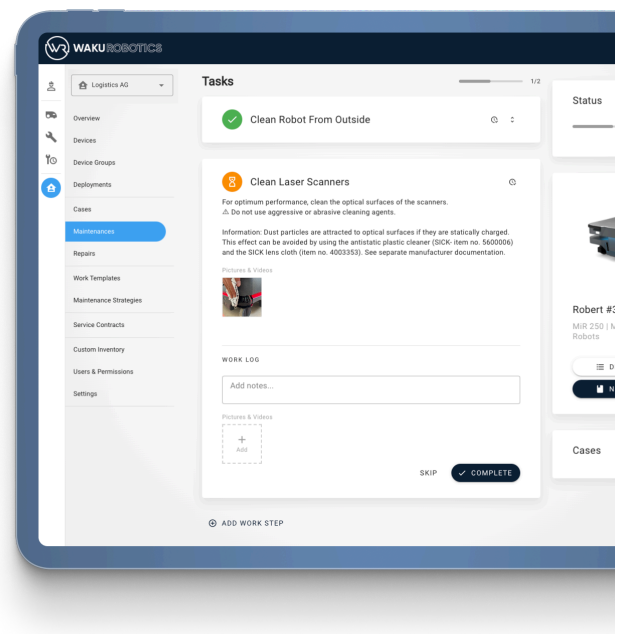 WR WAKU ROBOTICS
Logistics AG
Overview
Devices
Device Groups
Deployments
Cases
Maintenances
Repairs
Work Templates
Maintenance Strategies
Service Contracts
Custom Inventory
Users & Permissions
Settings
Tasks
1/2
Clean Robot From Outside
Clean Laser Scanners
For optimum performance, clean the optical surfaces of the scanners.
⚠ Do not use aggressive or abrasive cleaning agents.
Information: Dust particles are attracted to optical surfaces if they are statically charged.
This effect can be avoided by using the antistatic plastic cleaner (SICK- item no. 5600006)
and the SICK lens cloth (item no. 4003353). See separate manufacturer documentation.
Pictures & Videos
WORK LOG
Add notes...
Pictures & Videos
+
Add
SKIP
COMPLETE
ADD WORK STEP
Status
Robert #3
MiR 250 | M
Robots
D
N
Cases